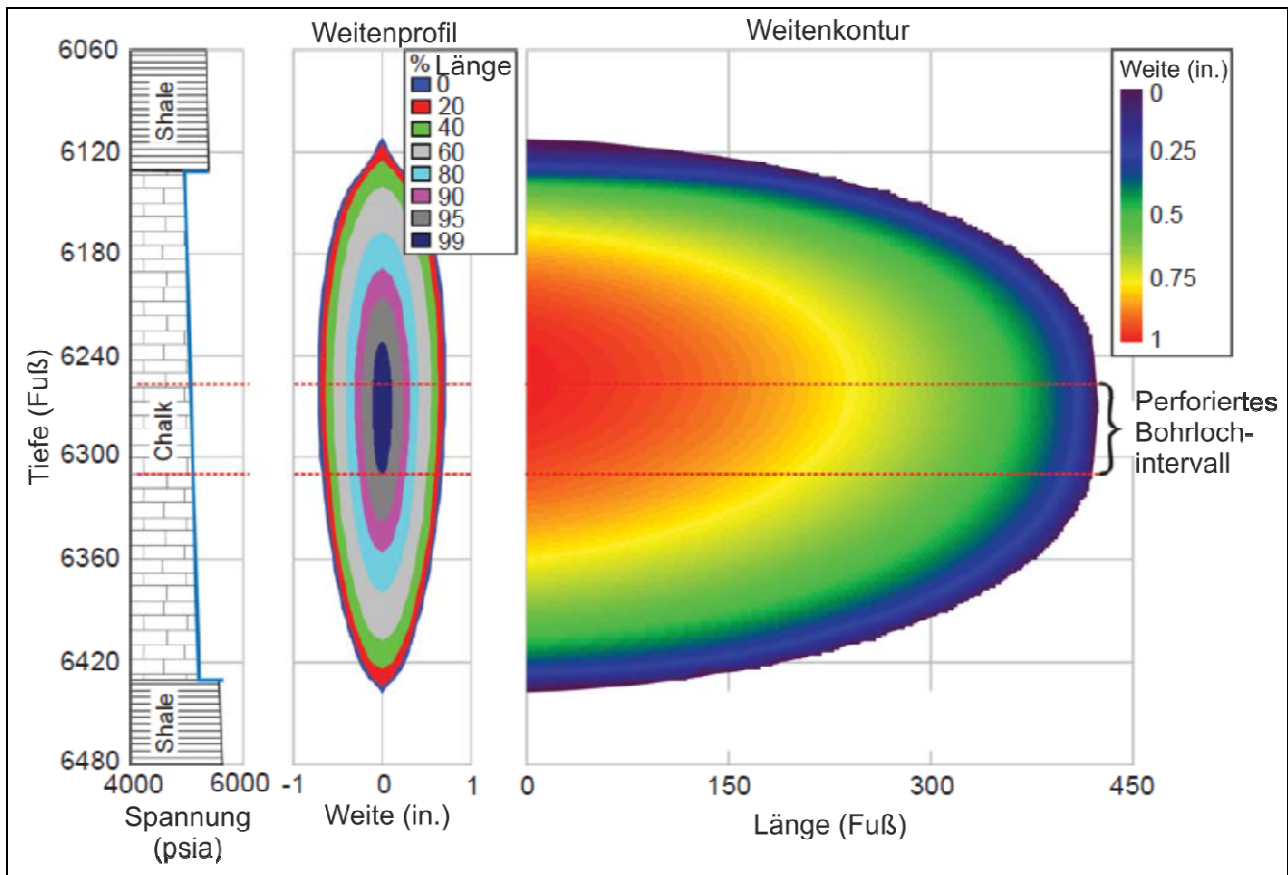 Weitenprofil
Weitenkontur
6060
6120
6180
6240
6300
6360
6420
6480
Tiefe (Fuß)
Shale
Chalk
Shale
4000
6000
Spannung
(psia)
% Länge
0
20
40
60
80
90
95
99
-1
0
1
Weite (in.)
Weite (in.)
0
0.25
0.5
0.75
1
Perforiertes
Bohrloch-
intervall
0
150
300
450
Länge (Fuß)